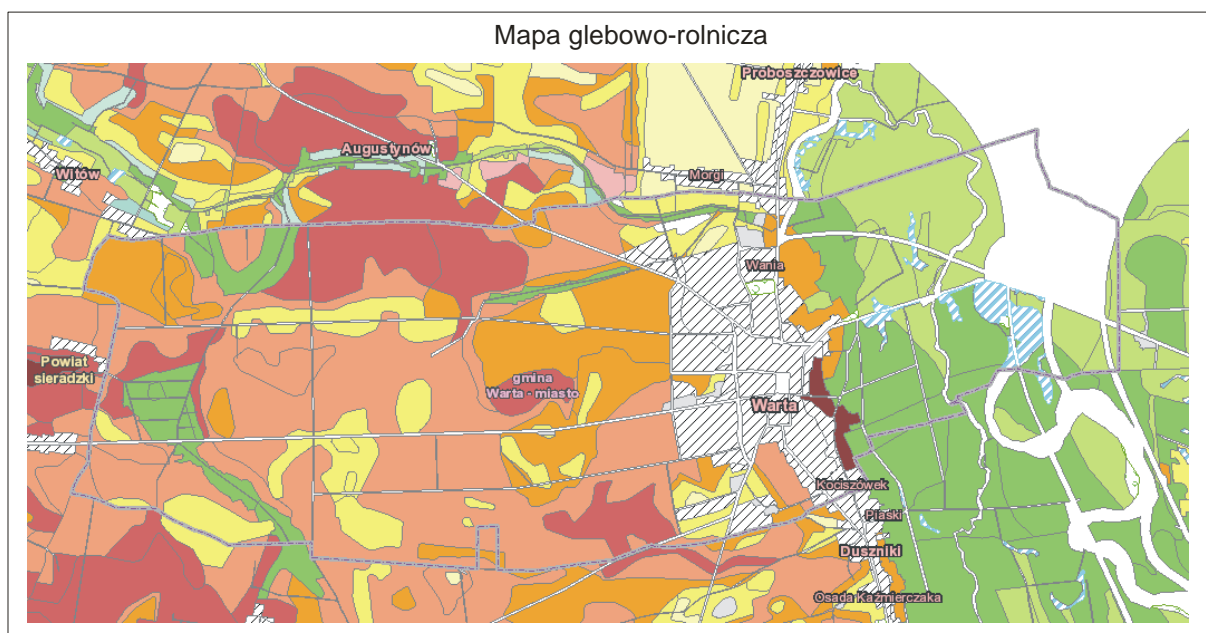 Mapa glebowo-rolnicza
Proboszczowice
Augustynów
Witów
Morgi
Wania
Powiat
sieradzki
gmina
Warta - miasto
Warta
Kociszówek
Piaski
Duszniki
Osada Kaźmierczaka